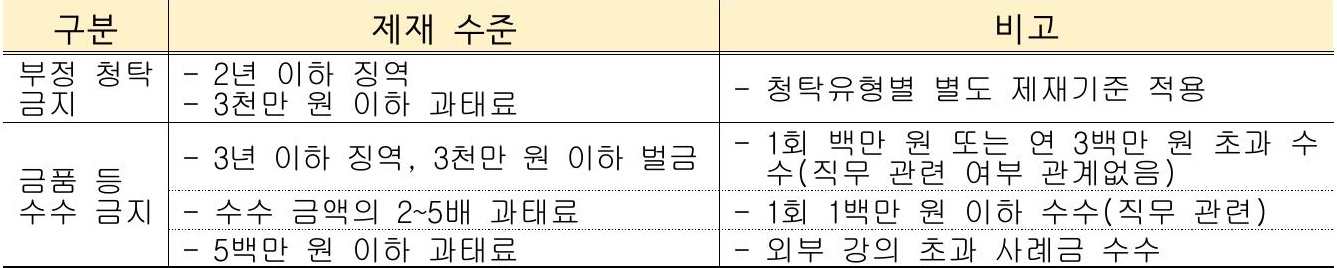 구분 제재 수준 비고
부정 청탁 금지 - 2년 이하 징역
- 3천만 원 이하 과태료 - 청탁유형별 별도 제재기준 적용
금품 등 수수 금지 - 3년 이하 징역, 3천만 원 이하 벌금 - 1회 백만 원 또는 연 3백만 원 초과 수
수(직무 관련 여부 관계없음)
- 수수 금액의 2~5배 과태료 - 1회 1백만 원 이하 수수(직무 관련)
- 5백만 원 이하 과태료 - 외부 강의 초과 사례금 수수